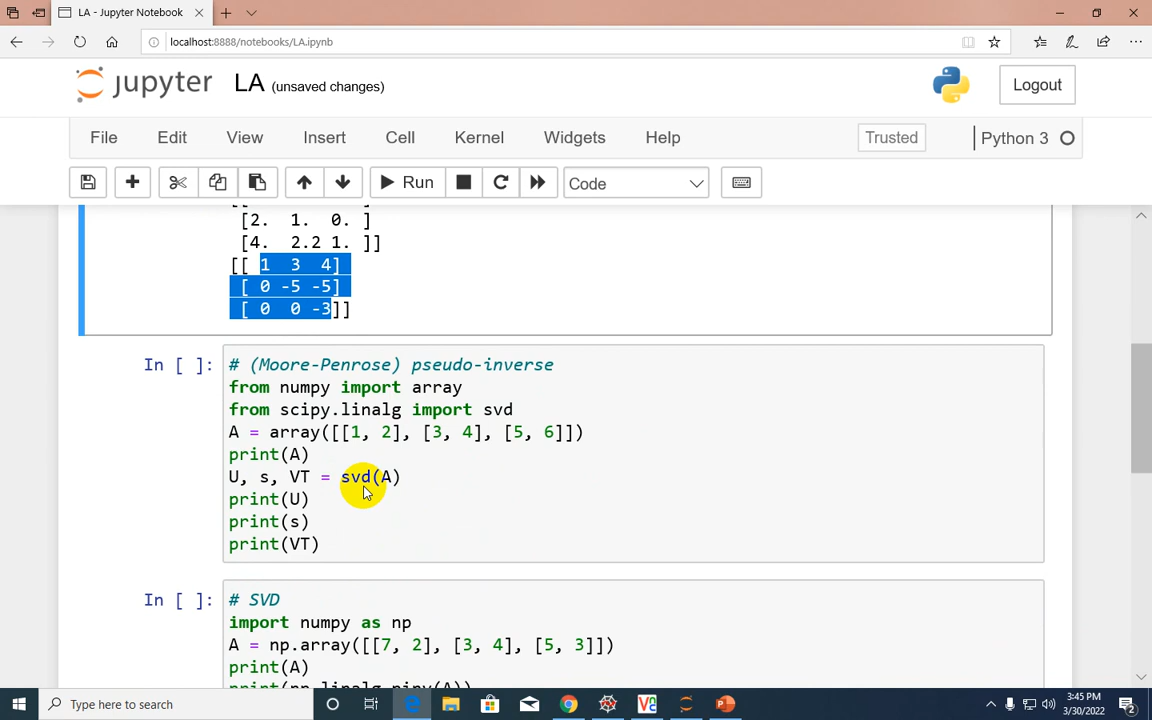 LA - Jupyter Notebook
localhost:8888/notebooks/LA.ipynb
jupyter LA (unsaved changes) Logout
File Edit View Insert Cell Kernel Widgets Help Trusted Python 3
Run Code
[2. 1. 0. ]
[4. 2.2 1. ]]
[[ 1 3 4]
[ 0 -5 -5]
[ 0 0 -3]]
In [ ]: # (Moore-Penrose) pseudo-inverse
from numpy import array
from scipy.linalg import svd
A = array([[1, 2], [3, 4], [5, 6]])
print(A)
U, s, VT = svd(A)
print(U)
print(s)
print(VT)
In [ ]: # SVD
import numpy as np
A = np.array([[7, 2], [3, 4], [5, 3]])
print(A)
print(np.linalg.pinv(A))
Type here to search
3:45 PM
3/30/2022
2